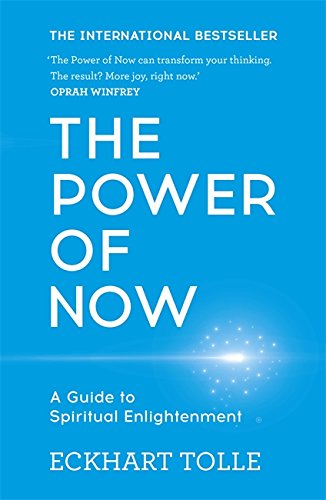 THE INTERNATIONAL BESTSELLER
‘The Power of Now can transform your thinking.
The result? More joy, right now.’
OPRAH WINFREY
THE
POWER
OF
NOW
A Guide to
Spiritual Enlightenment
ECKHART TOLLE